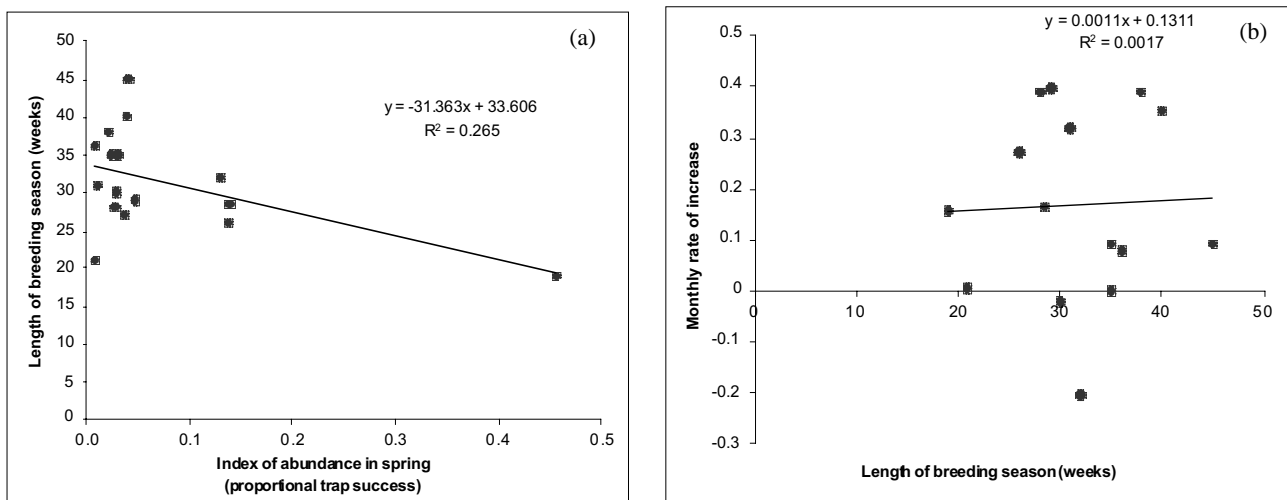 (a)
50
45
40
35
30
25
20
15
10
5
0
Length of breeding season (weeks)
y = -31.363x + 33.606
R² = 0.265
0.0 0.1 0.2 0.3 0.4 0.5
Index of abundance in spring
(proportional trap success)
(b)
y = 0.0011x + 0.1311
R² = 0.0017
0.5
0.4
0.3
0.2
0.1
0
-0.1
-0.2
-0.3
Monthly rate of increase
0 10 20 30 40 50
Length of breeding season (weeks)